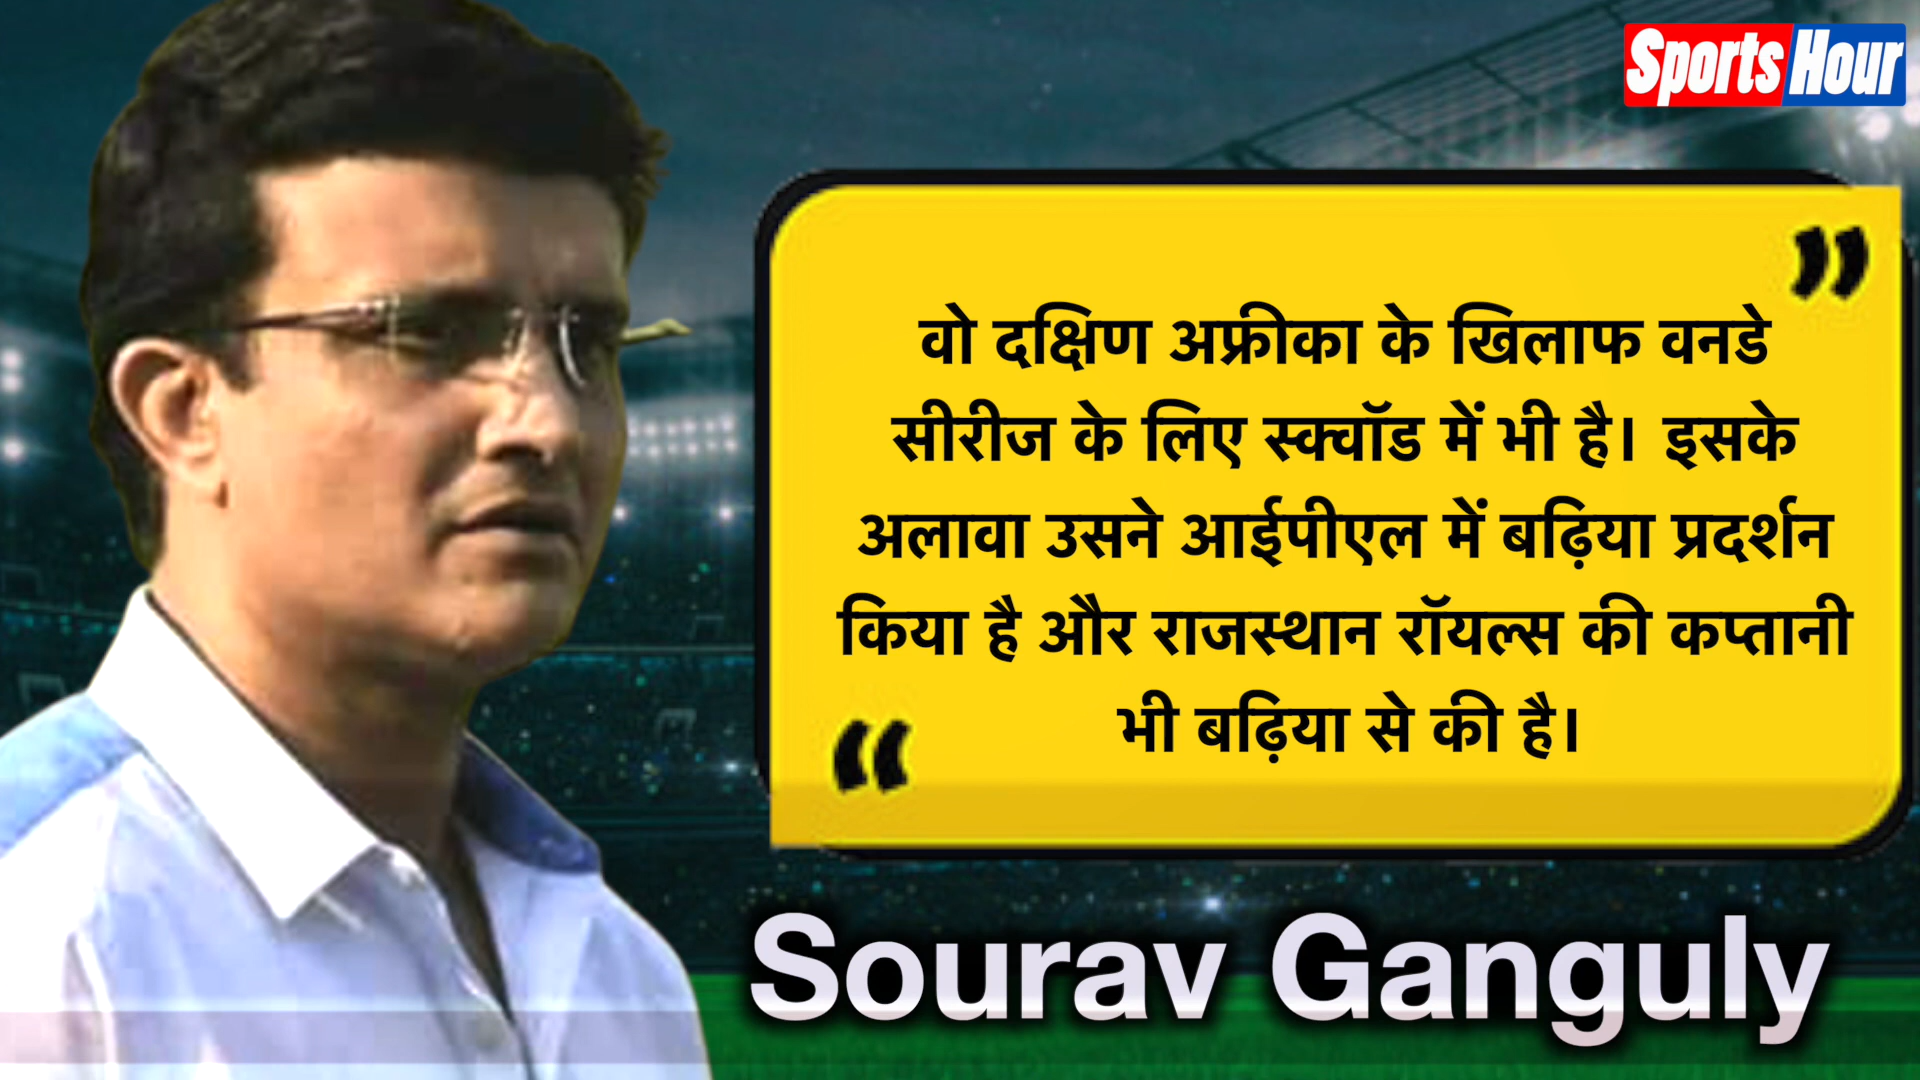 Sports Hour
”
वो दक्षिण अफ्रीका के खिलाफ वनडे
सीरीज के लिए स्क्वॉड में भी है। इसके
अलावा उसने आईपीएल में बढ़िया प्रदर्शन
किया है और राजस्थान रॉयल्स की कप्तानी
भी बढ़िया से की है।
“
Sourav Ganguly